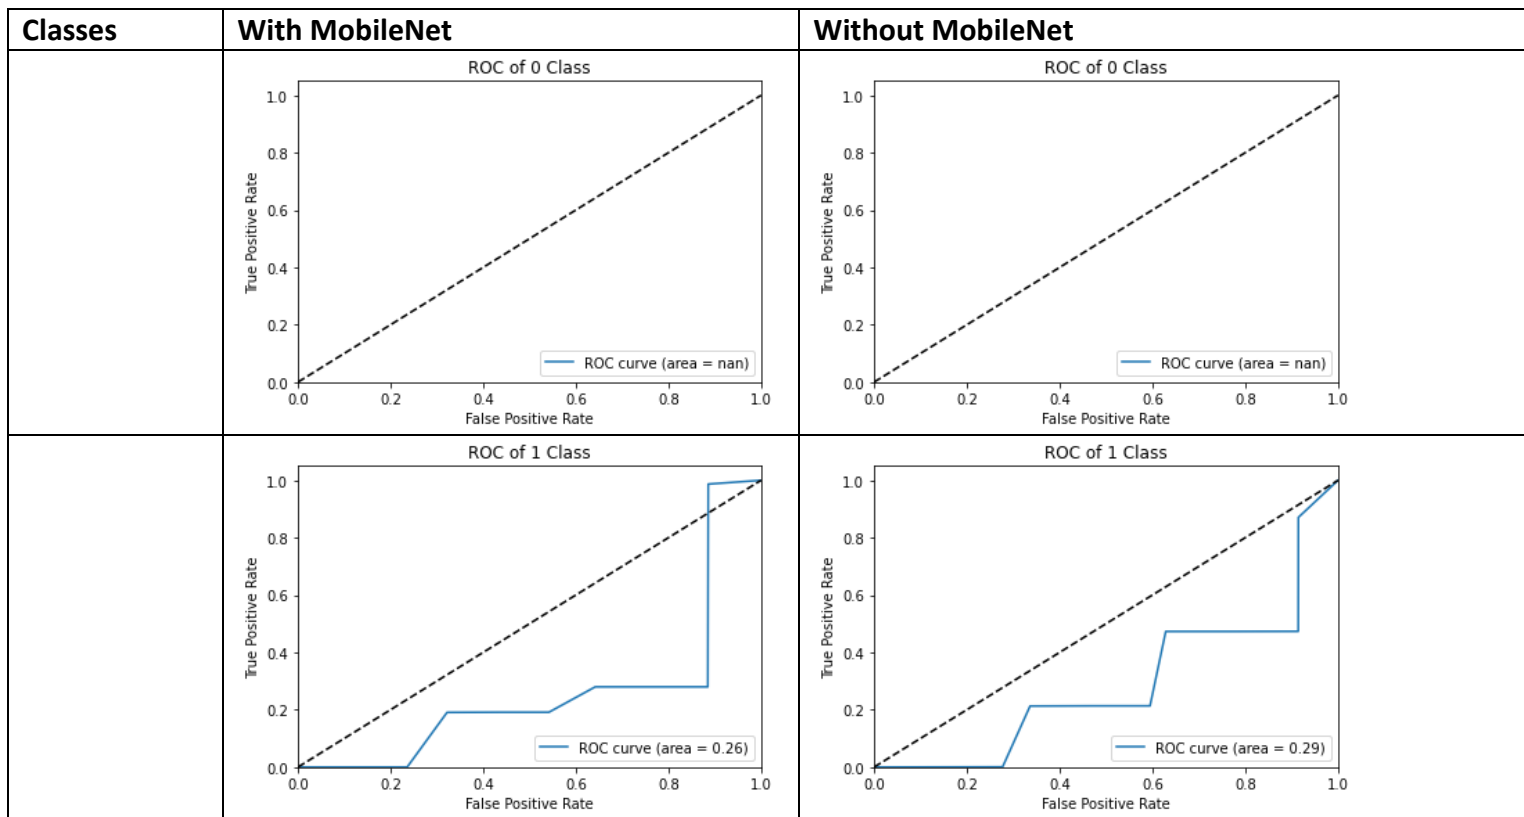 Classes With MobileNet Without MobileNet
ROC of 0 Class
1.0
0.8
0.6
0.4
0.2
0.0
True Positive Rate
ROC curve (area = nan)
0.0 0.2 0.4 0.6 0.8 1.0
False Positive Rate
ROC of 0 Class
1.0
0.8
0.6
0.4
0.2
0.0
True Positive Rate
ROC curve (area = nan)
0.0 0.2 0.4 0.6 0.8 1.0
False Positive Rate
ROC of 1 Class
1.0
0.8
0.6
0.4
0.2
0.0
True Positive Rate
ROC curve (area = 0.26)
0.0 0.2 0.4 0.6 0.8 1.0
False Positive Rate
ROC of 1 Class
1.0
0.8
0.6
0.4
0.2
0.0
True Positive Rate
ROC curve (area = 0.29)
0.0 0.2 0.4 0.6 0.8 1.0
False Positive Rate